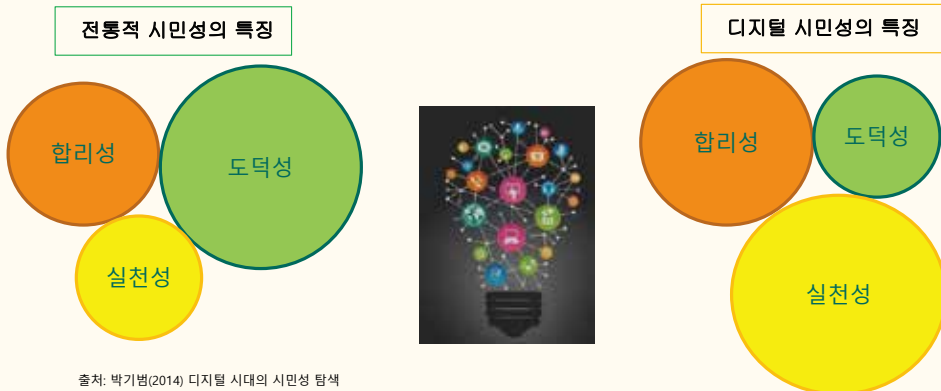 전통적 시민성의 특징
디지털 시민성의 특징
합리성
도덕성
실천성
합리성
도덕성
실천성
출처: 박기범(2014) 디지털 시대의 시민성 탐색